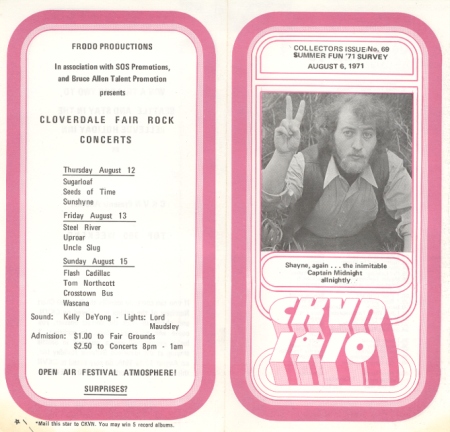 FRODO PRODUCTIONS
In association with SOS Promotions,
and Bruce Allen Talent Promotion
presents
CLOVERDALE FAIR ROCK
CONCERTS
Thursday August 12
Sugarloaf
Seeds of Time
Sunshyne
Friday August 13
Steel River
Uproar
Uncle Slug
Sunday August 15
Flash Cadillac
Tom Northcott
Crosstown Bus
Wascana
Sound: Kelly DeYong - Lights: Lord
Maudsley
Admission: $1.00 to Fair Grounds
$2.50 to Concerts 8pm - 1am
OPEN AIR FESTIVAL ATMOSPHERE!
SURPRISES?
*Mail this star to CKVN. You may win 5 record albums.
COLLECTORS ISSUE: No. 69
SUMMER FUN '71 SURVEY
AUGUST 6, 1971
Shayne, again . . . the inimitable
Captain Midnight
allnightly
CKVN
1410